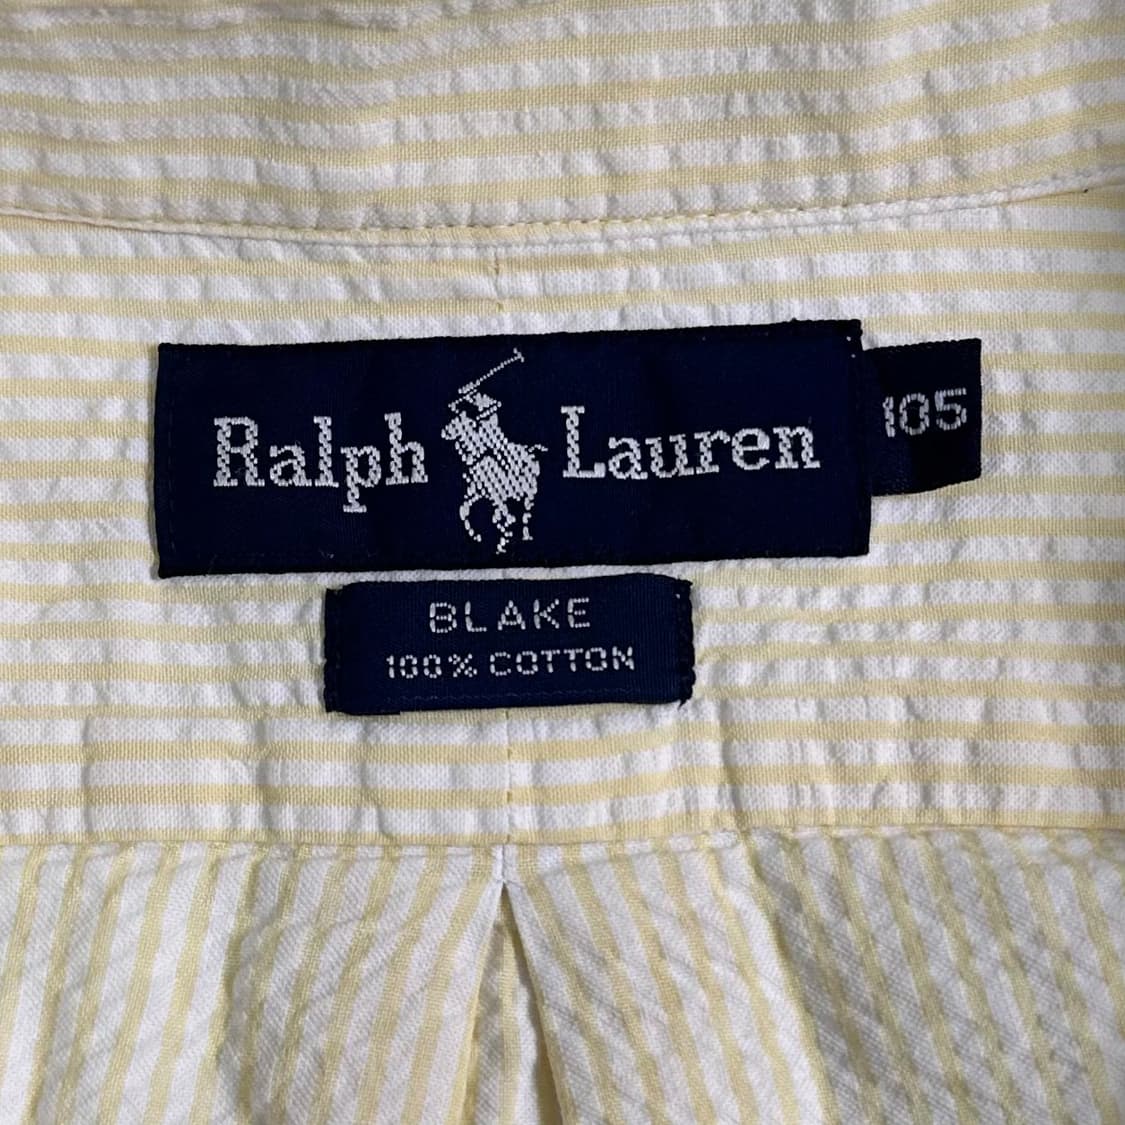 Ralph Lauren
105
BLAKE
100% COTTON